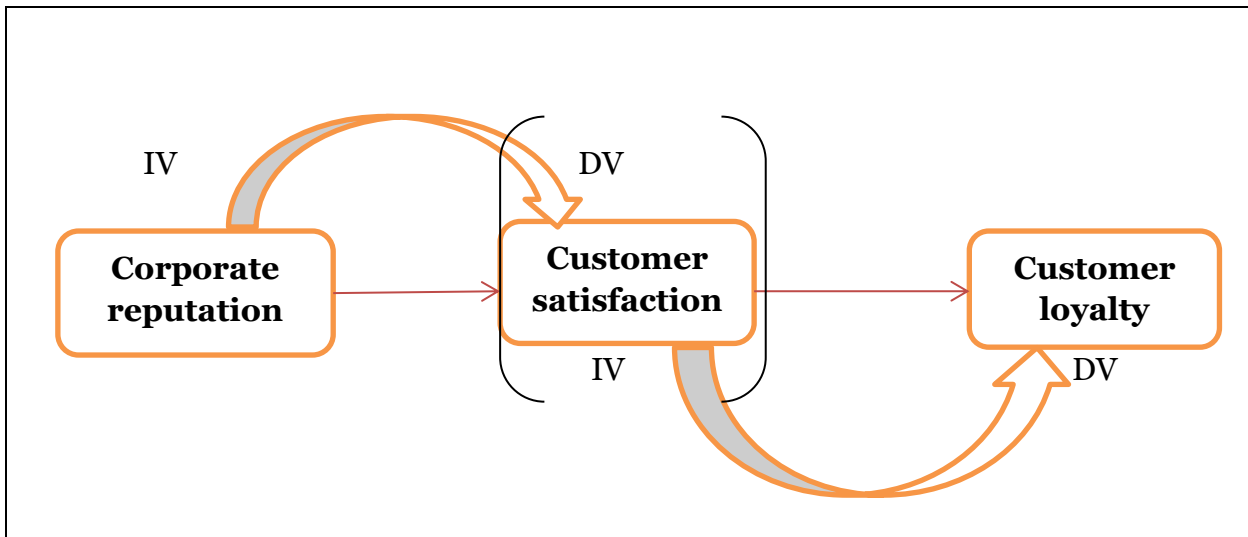 IV
DV
Corporate
reputation
Customer
satisfaction
Customer
loyalty
IV
DV